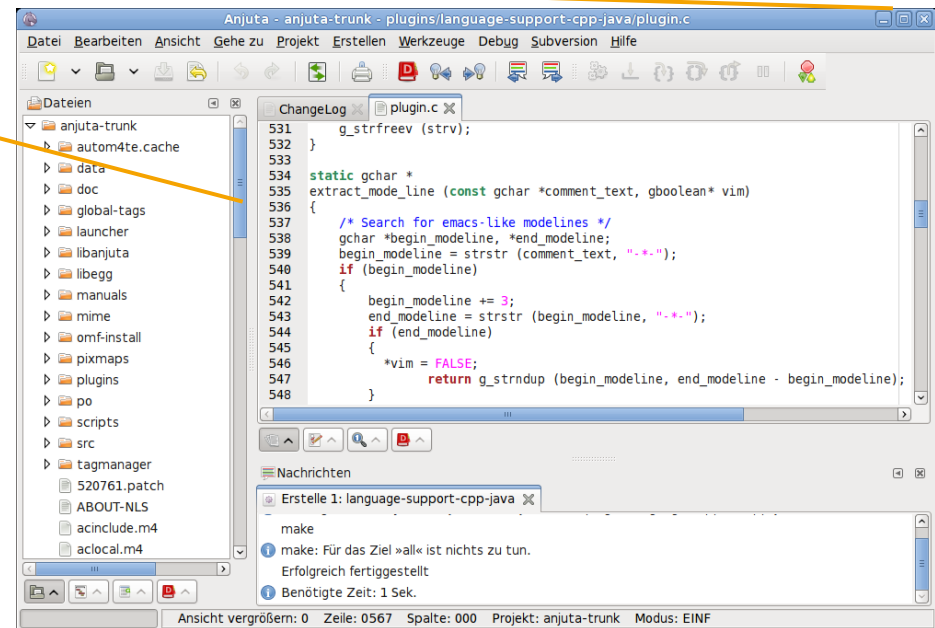 Anjuta - anjuta-trunk - plugins/language-support-cpp-java/plugin.c
Datei Bearbeiten Ansicht Gehe zu Projekt Erstellen Werkzeuge Debug Subversion Hilfe
Dateien
anjuta-trunk
autom4te.cache
data
doc
global-tags
launcher
libanjuta
libegg
manuals
mime
omf-install
pixmaps
plugins
po
scripts
src
tagmanager
520761.patch
ABOUT-NLS
acinclude.m4
aclocal.m4
ChangeLog plugin.c
531 g_strfreev (strv);
532 }
533
534 static gchar *
535 extract_mode_line (const gchar *comment_text, gboolean* vim)
536 {
537 /* Search for emacs-like modelines */
538 gchar *begin_modeline, *end_modeline;
539 begin_modeline = strstr (comment_text, "-*-");
540 if (begin_modeline)
541 {
542 begin_modeline += 3;
543 end_modeline = strstr (begin_modeline, "-*-");
544 if (end_modeline)
545 {
546 *vim = FALSE;
547 return g_strndup (begin_modeline, end_modeline - begin_modeline);
548 }
Nachrichten
Erstelle 1: language-support-cpp-java
make
make: Für das Ziel »all« ist nichts zu tun.
Erfolgreich fertiggestellt
Benötigte Zeit: 1 Sek.
Ansicht vergrößern: 0 Zeile: 0567 Spalte: 000 Projekt: anjuta-trunk Modus: EINF